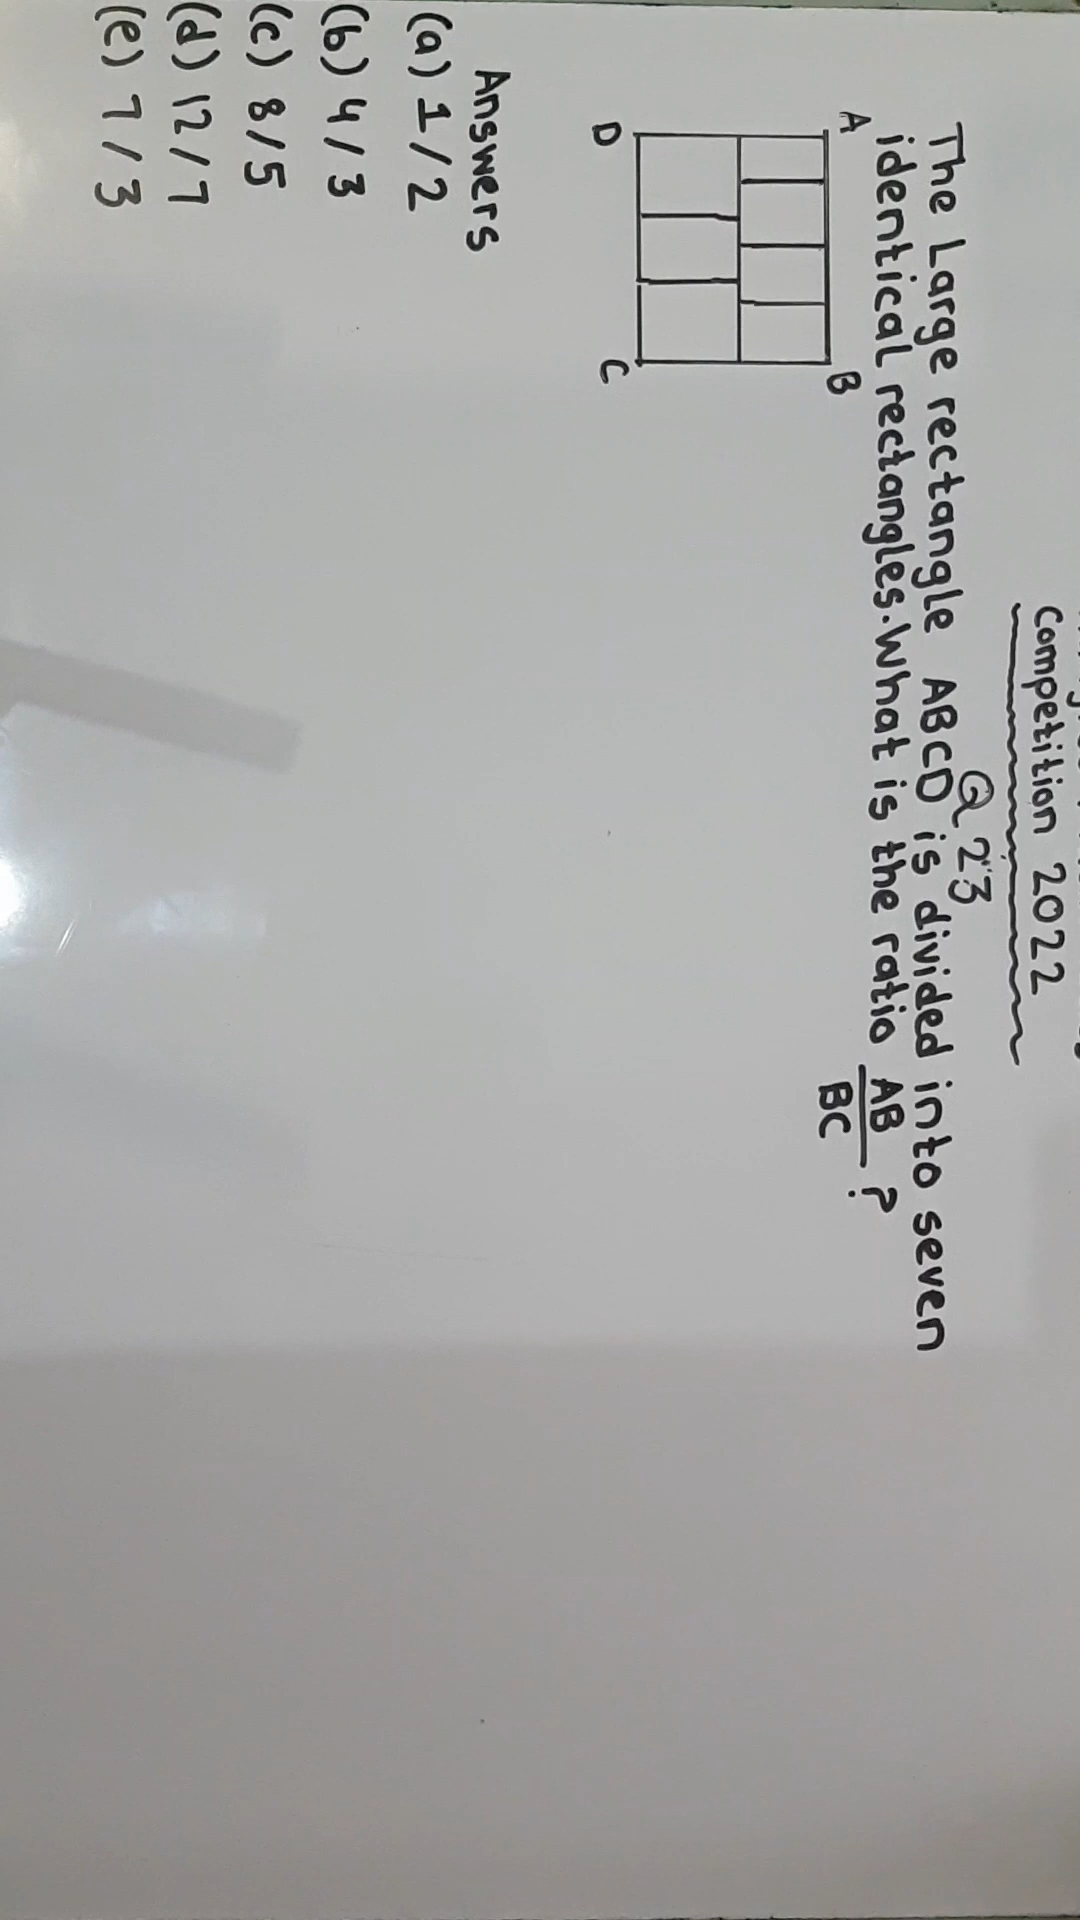 Competition 2022
Q 23
The Large rectangle ABCD is divided into seven
identical rectangles. What is the ratio AB/BC?
A B
D C
Answers
(a) 1/2
(b) 4/3
(c) 8/5
(d) 12/7
(e) 7/3